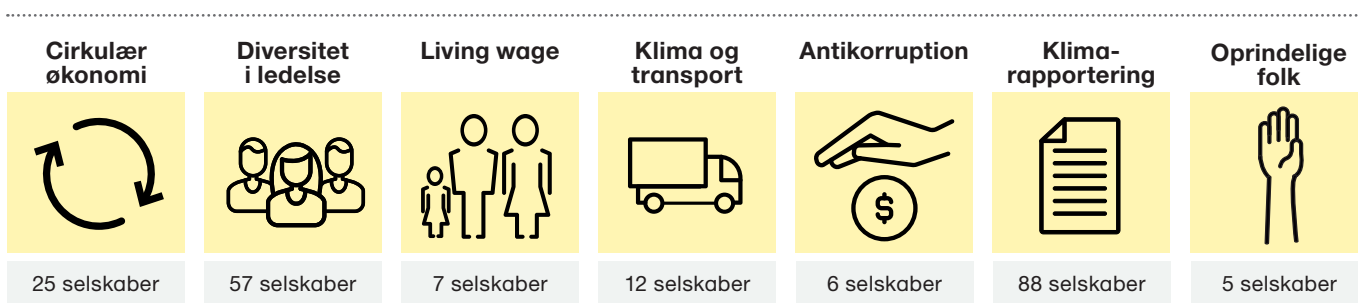 Cirkulær
økonomi
Diversitet
i ledelse
Living wage
Klima og
transport
Antikorruption
Klima-
rapportering
Oprindelige
folk
$
25 selskaber
57 selskaber
7 selskaber
12 selskaber
6 selskaber
88 selskaber
5 selskaber